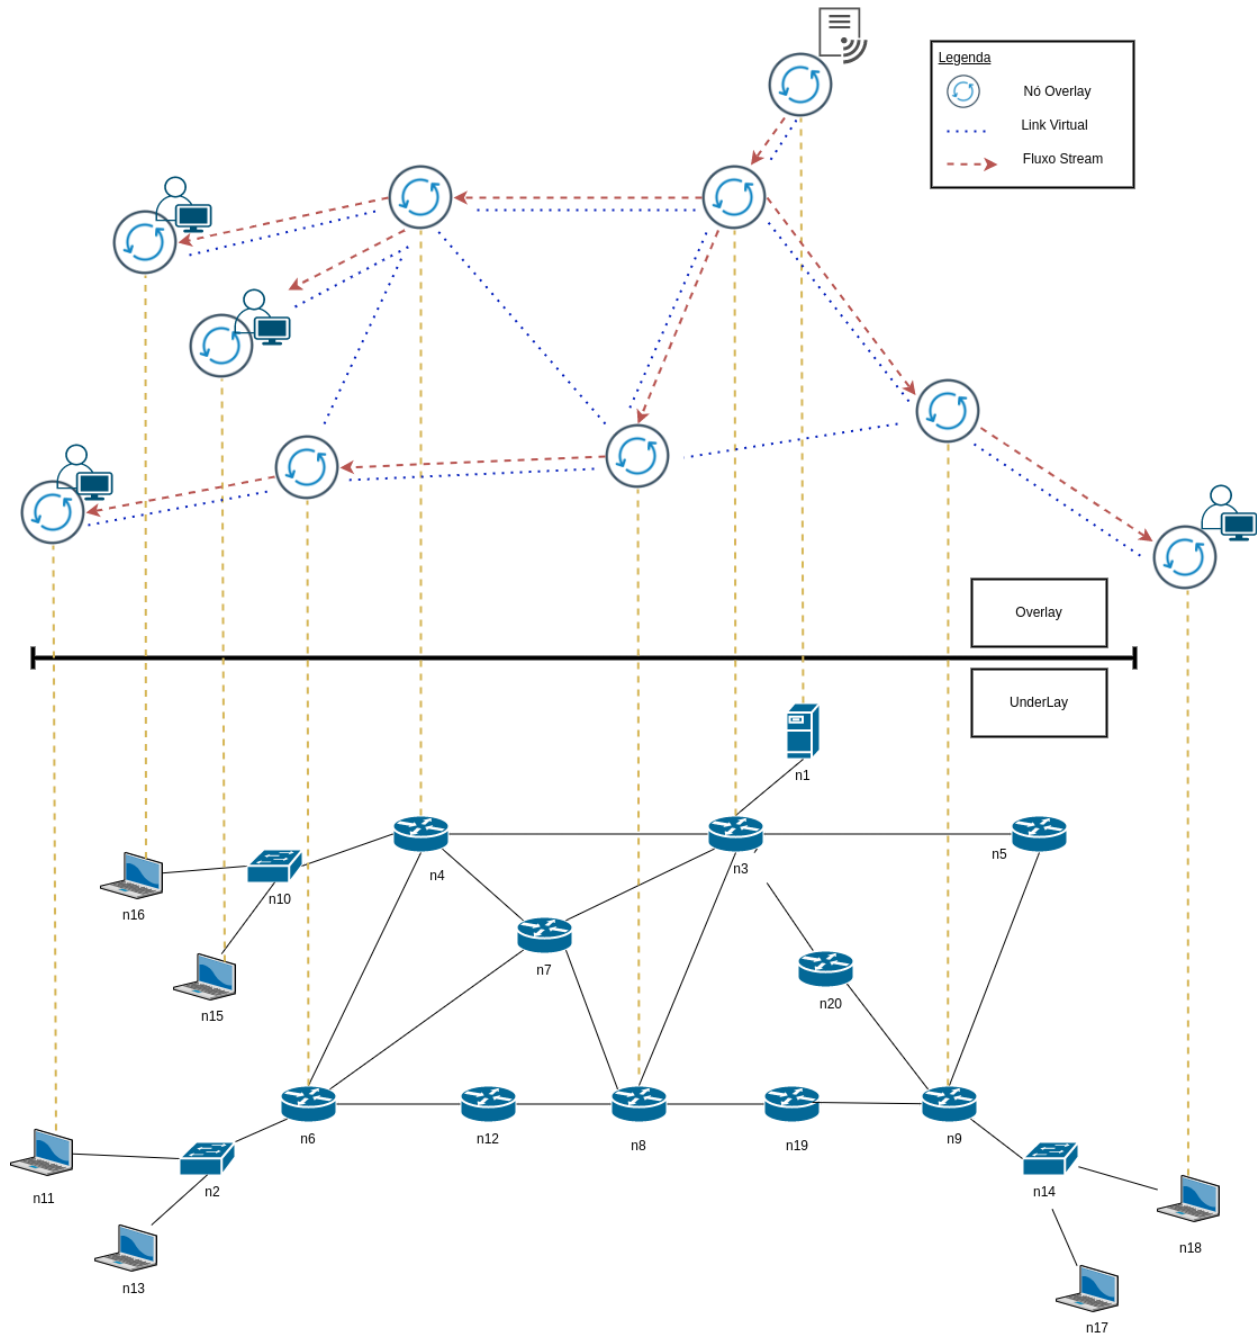 Legenda
Nó Overlay
Link Virtual
Fluxo Stream
Overlay
UnderLay
n1
n3
n5
n4
n10
n16
n7
n20
n15
n6
n12
n8
n19
n9
n11
n2
n14
n18
n13
n17